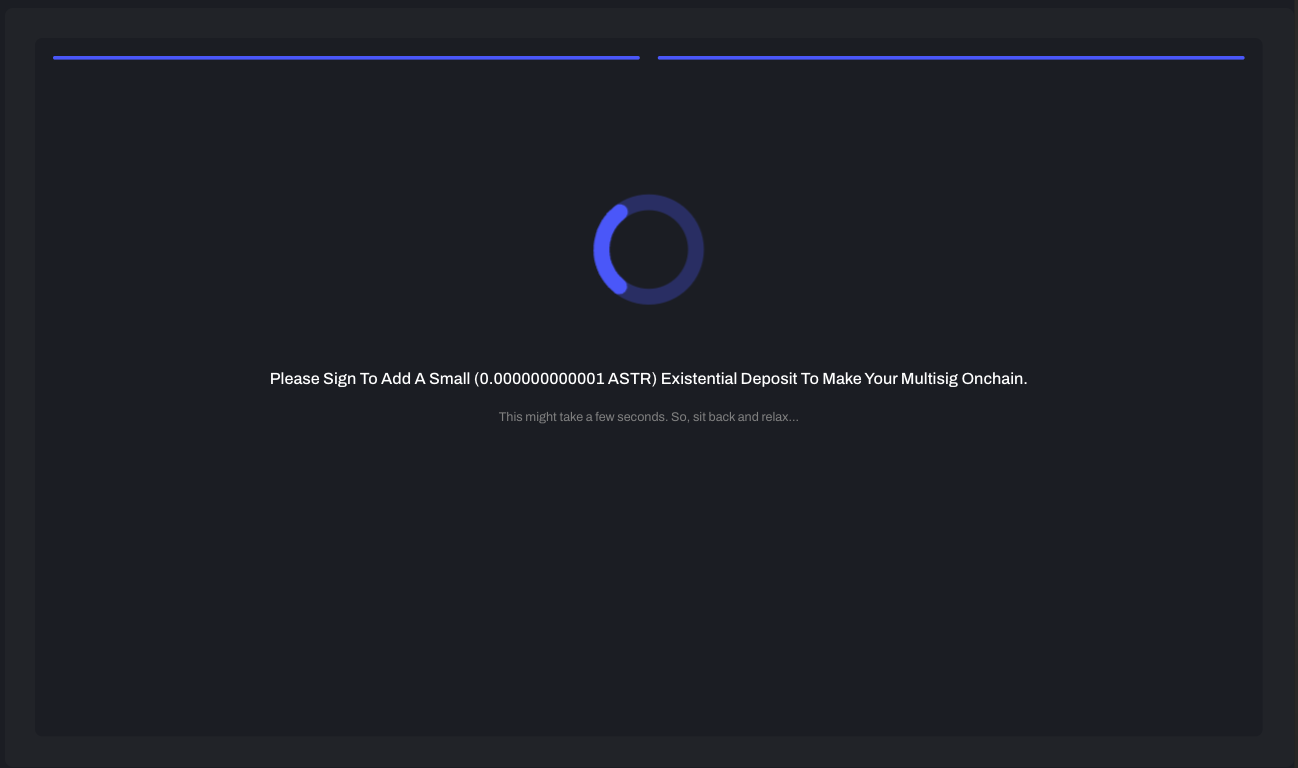 Please Sign To Add A Small (0.000000000001 ASTR) Existential Deposit To Make Your Multisig Onchain.
This might take a few seconds. So, sit back and relax...